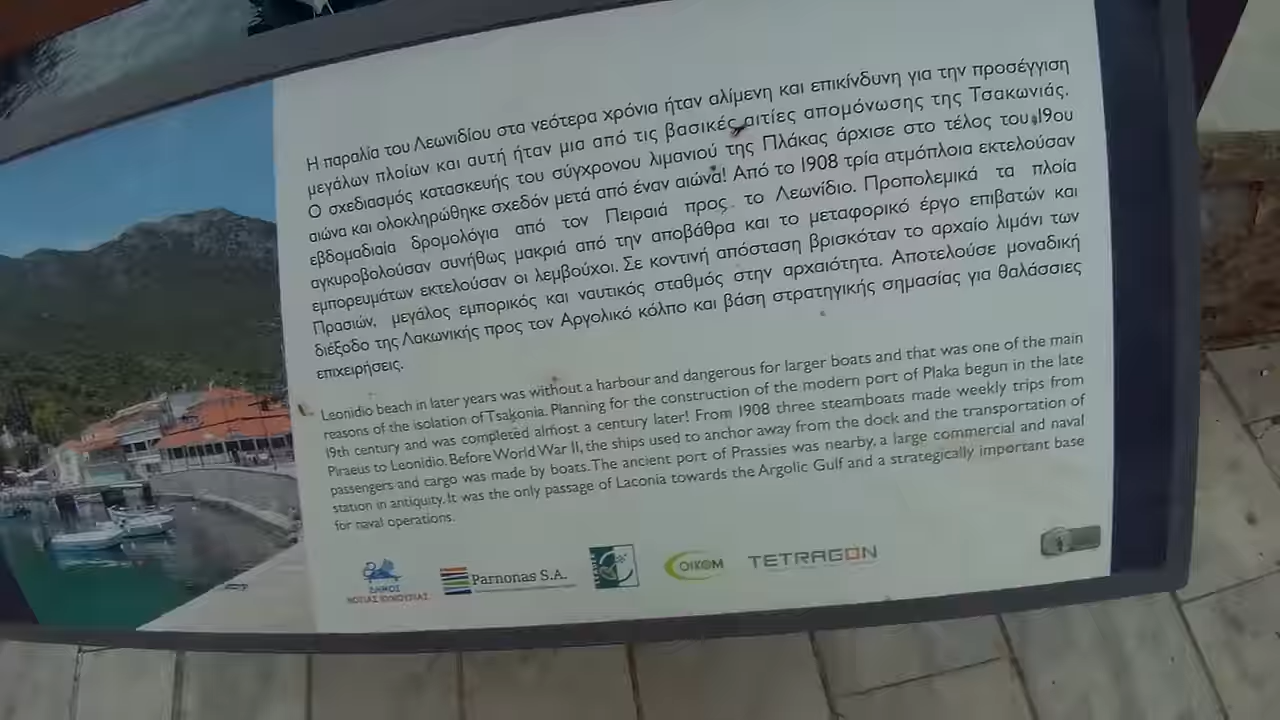 Η παραλία του Λεωνιδίου στα νεότερα χρόνια ήταν αλίμενη και επικίνδυνη για την προσέγγιση
μεγάλων πλοίων και αυτή ήταν μια από τις βασικές αιτίες απομόνωσης της Τσακωνιάς.
Ο σχεδιασμός κατασκευής του σύγχρονου λιμανιού της Πλάκας άρχισε στο τέλος του 19ου
αιώνα και ολοκληρώθηκε σχεδόν μετά από έναν αιώνα! Από το 1908 τρία ατμόπλοια εκτελούσαν
εβδομαδιαία δρομολόγια από τον Πειραιά προς το Λεωνίδιο. Προπολεμικά τα πλοία
αγκυροβολούσαν συνήθως μακριά από την αποβάθρα και το μεταφορικό έργο επιβατών και
εμπορευμάτων εκτελούσαν οι λεμβούχοι. Σε κοντινή απόσταση βρισκόταν το αρχαίο λιμάνι των
Πρασιών, μεγάλος εμπορικός και ναυτικός σταθμός στην αρχαιότητα. Αποτελούσε μοναδική
διέξοδο της Λακωνικής προς τον Αργολικό κόλπο και βάση στρατηγικής σημασίας για θαλάσσιες
επιχειρήσεις.
Leonidio beach in later years was without a harbour and dangerous for larger boats and that was one of the main
reasons of the isolation of Tsakonia. Planning for the construction of the modern port of Plaka begun in the late
19th century and was completed almost a century later! From 1908 three steamboats made weekly trips from
Piraeus to Leonidio. Before World War II, the ships used to anchor away from the dock and the transportation of
passengers and cargo was made by boats. The ancient port of Prassies was nearby, a large commercial and naval
station in antiquity. It was the only passage of Laconia towards the Argolic Gulf and a strategically important base
for naval operations.
ΔΗΜΟΣ
ΝΟΤΙΑΣ ΚΥΝΟΥΡΙΑΣ
Parnonas S.A.
OIKOM
TETRAGON